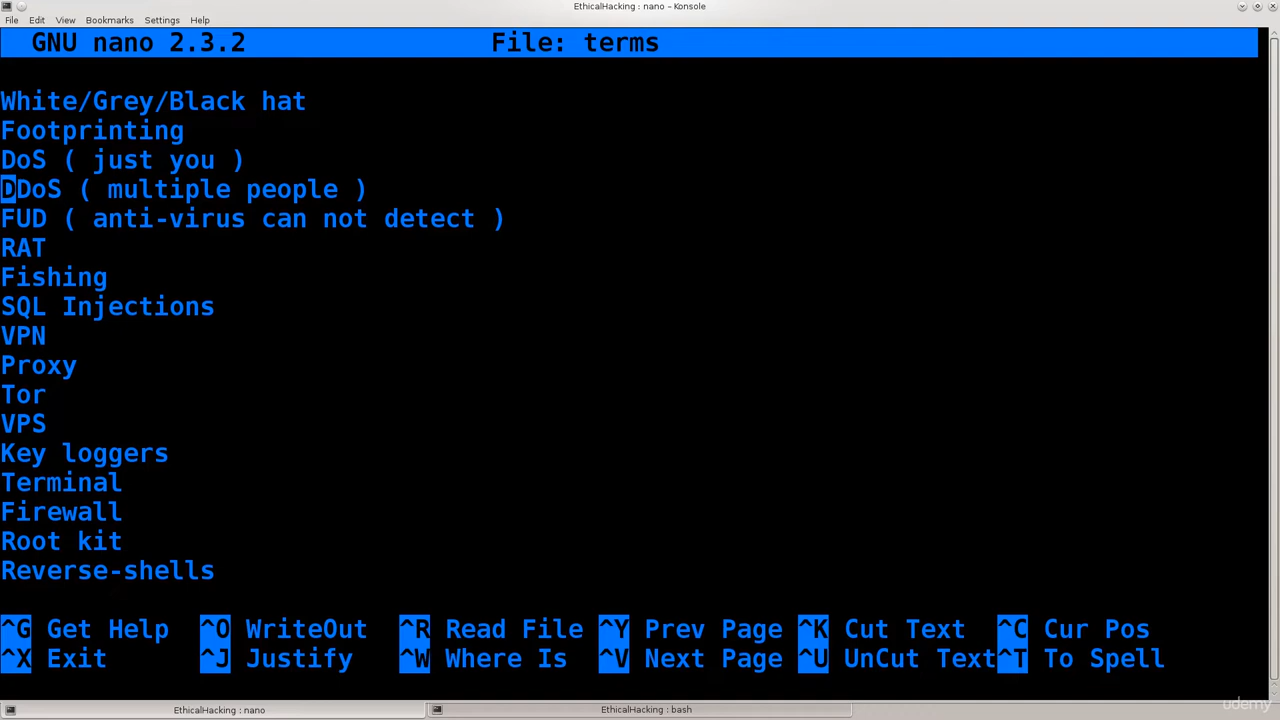 EthicalHacking : nano – Konsole
File Edit View Bookmarks Settings Help
GNU nano 2.3.2 File: terms
White/Grey/Black hat
Footprinting
DoS ( just you )
DDoS ( multiple people )
FUD ( anti-virus can not detect )
RAT
Fishing
SQL Injections
VPN
Proxy
Tor
VPS
Key loggers
Terminal
Firewall
Root kit
Reverse-shells
^G Get Help ^O WriteOut ^R Read File ^Y Prev Page ^K Cut Text ^C Cur Pos
^X Exit ^J Justify ^W Where Is ^V Next Page ^U UnCut Text ^T To Spell
udemy
EthicalHacking : nano EthicalHacking : bash